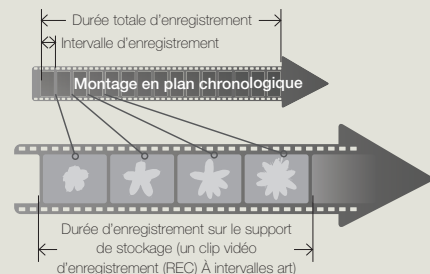 Durée totale d'enregistrement
Intervalle d'enregistrement
Montage en plan chronologique
Durée d'enregistrement sur le support
de stockage (un clip vidéo
d'enregistrement (REC) À intervalles art)